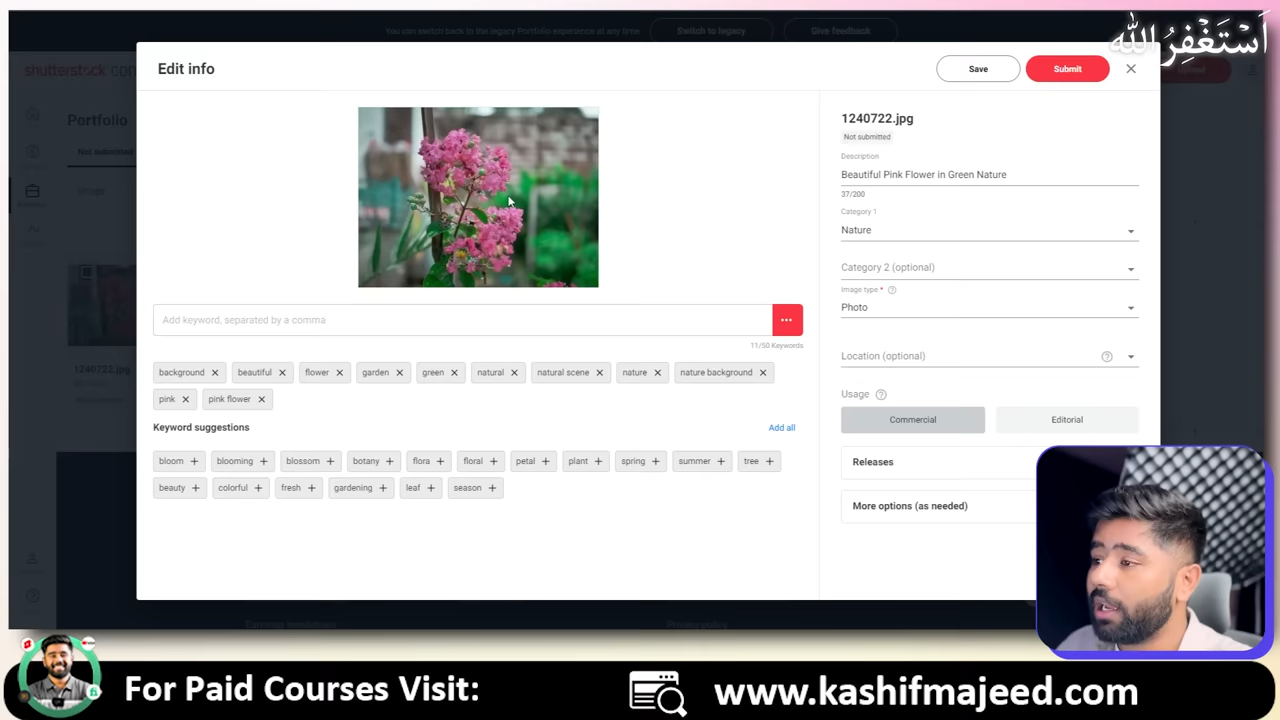 You can switch back to the legacy Portfolio experience at any time
Switch to legacy
Give feedback
أَسْتَغْفِرُ اللّٰه
Edit info
Save
Submit
shutterstock
Portfolio
Not submitted
1240722.jpg
1240722.jpg
Not submitted
Description
Beautiful Pink Flower in Green Nature
37/200
Category 1
Nature
Category 2 (optional)
Image type *
Photo
Location (optional)
Usage
Commercial
Editorial
Releases
More options (as needed)
Add keyword, separated by a comma
11/50 Keywords
background beautiful flower garden green natural natural scene nature nature background
pink pink flower
Keyword suggestions
Add all
bloom blooming blossom botany flora floral petal plant spring summer tree
beauty colorful fresh gardening leaf season
For Paid Courses Visit:
www.kashifmajeed.com